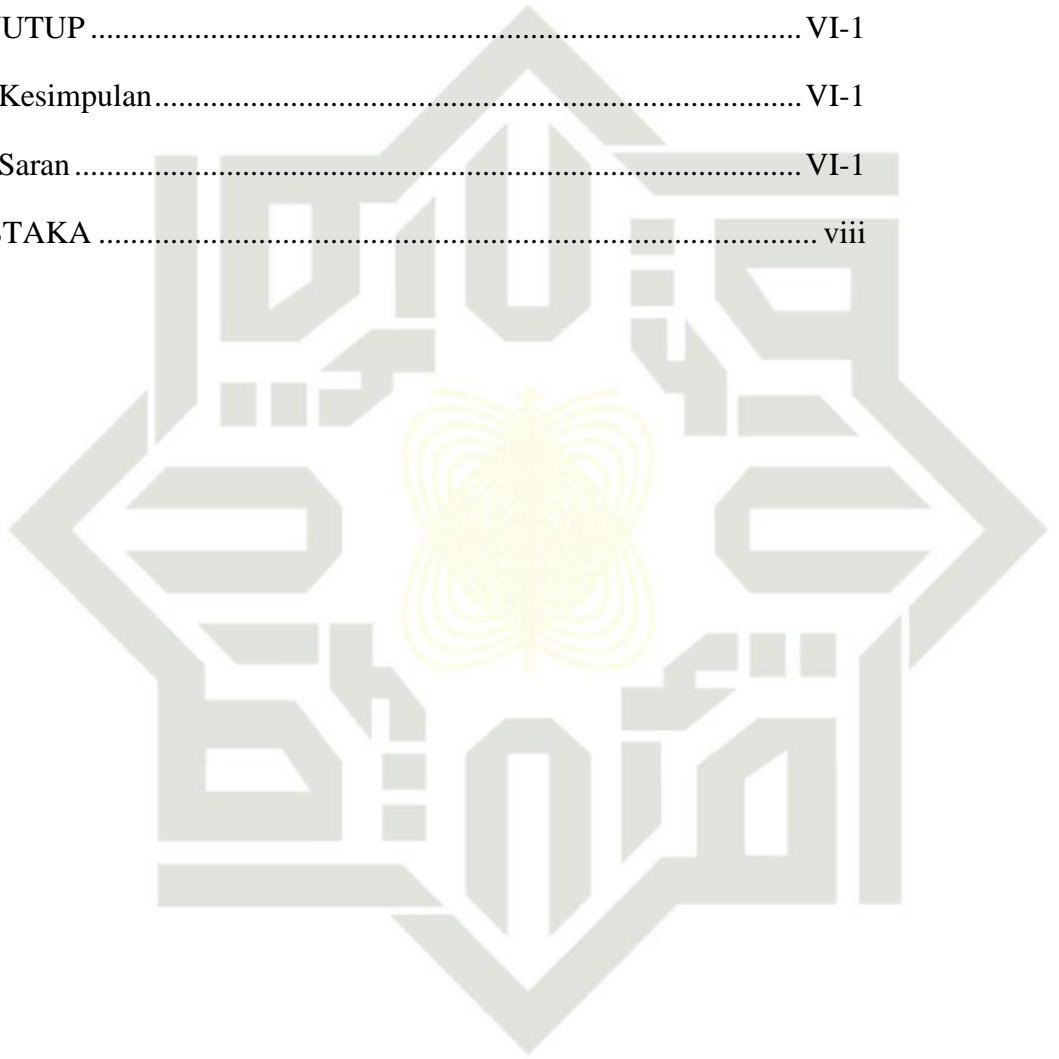 UTUP ........................................................................................ VI-1
Kesimpulan................................................................................ VI-1
Saran .......................................................................................... VI-1
STAKA ......................................................................................... viii